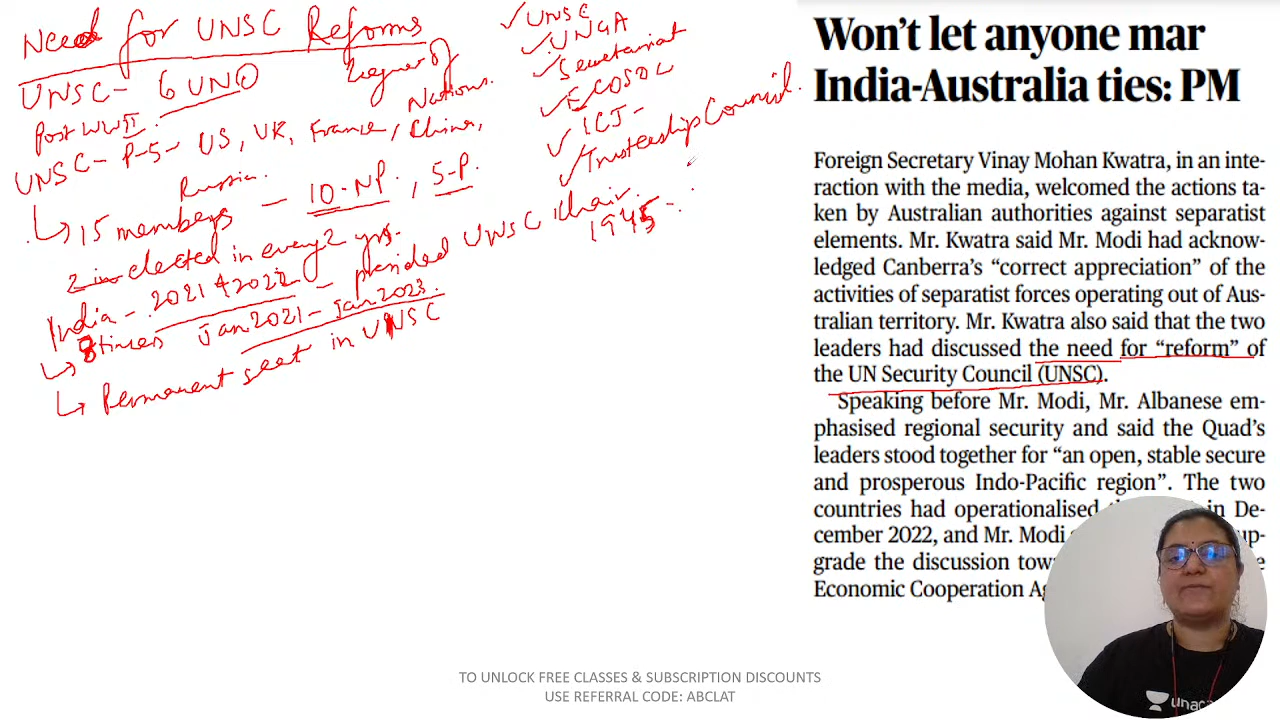 Need for UNSC Reforms
UNSC - 6 UNO
League of Nations.
Post WWII.
UNSC - P-5 - US, UK, France, China, Russia.
↳ 15 members - 10-NP, 5-P.
2 in elected in every 2 yrs.
India - 2021 & 2022 - presided UNSC Chair.
↳ 8 times Jan 2021 - Jan 2023.
↳ Permanent seat in UNSC
✓ UNSC
✓ UNGA
✓ Secretariat
✓ ECOSOC
✓ ICJ -
✓ Trusteeship Council.
1945 -
Won't let anyone mar
India-Australia ties: PM
Foreign Secretary Vinay Mohan Kwatra, in an inte-
raction with the media, welcomed the actions ta-
ken by Australian authorities against separatist
elements. Mr. Kwatra said Mr. Modi had acknow-
ledged Canberra's “correct appreciation” of the
activities of separatist forces operating out of Aus-
tralian territory. Mr. Kwatra also said that the two
leaders had discussed the need for “reform” of
the UN Security Council (UNSC).
Speaking before Mr. Modi, Mr. Albanese em-
phasised regional security and said the Quad's
leaders stood together for “an open, stable secure
and prosperous Indo-Pacific region”. The two
countries had operationalised in De-
cember 2022, and Mr. Modi up-
grade the discussion
Economic Cooperation
unac
TO UNLOCK FREE CLASSES & SUBSCRIPTION DISCOUNTS
USE REFERRAL CODE: ABCLAT